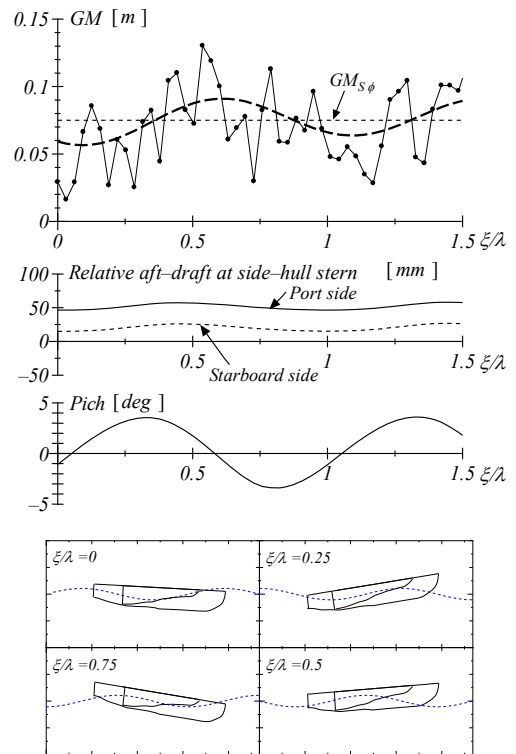 0.15 GM [m]
0.1
GM_Sϕ
0.05
0
0 0.5 1 1.5 ξ/λ
100 Relative aft–draft at side–hull stern [mm]
Port side
50
0
0.5 1 1.5 ξ/λ
–50
Starboard side
5 Pich [deg]
0
0.5 1 1.5 ξ/λ
–5
ξ/λ =0 ξ/λ =0.25
ξ/λ =0.75 ξ/λ =0.5